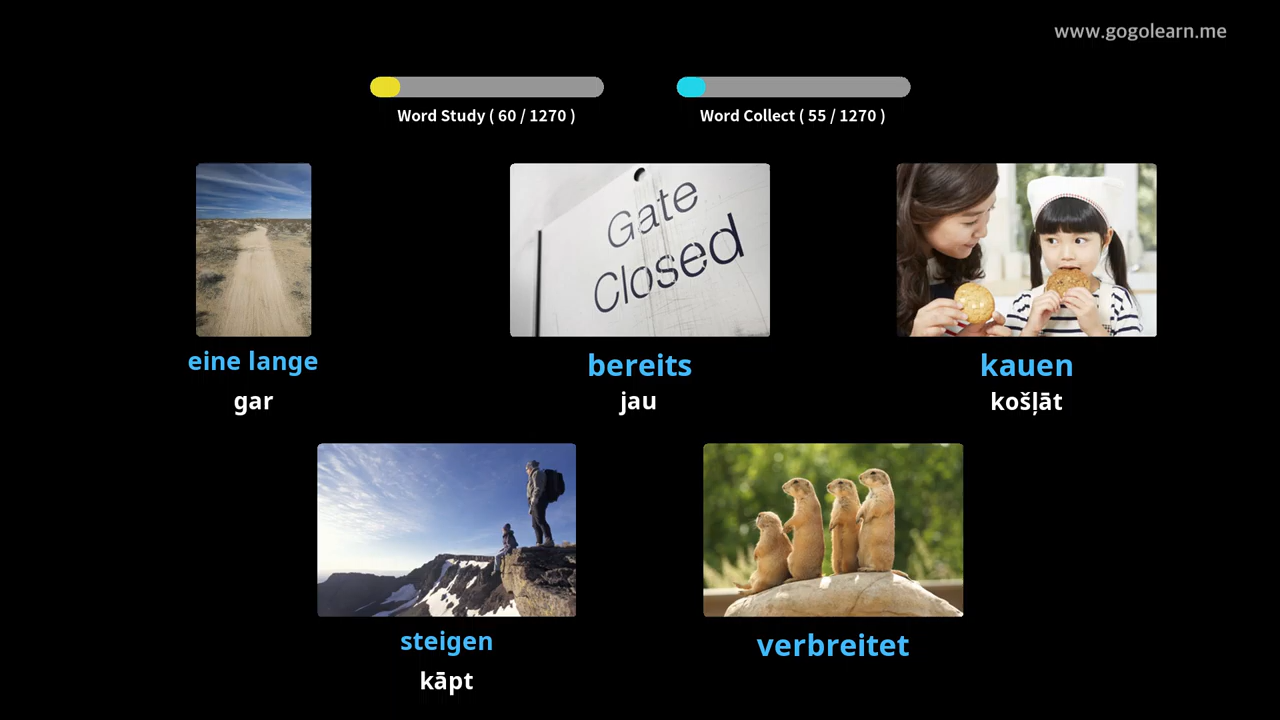 www.gogolearn.me
Word Study ( 60 / 1270 )
Word Collect ( 55 / 1270 )
Gate
Closed
eine lange
gar
bereits
jau
kauen
košļāt
steigen
kāpt
verbreitet